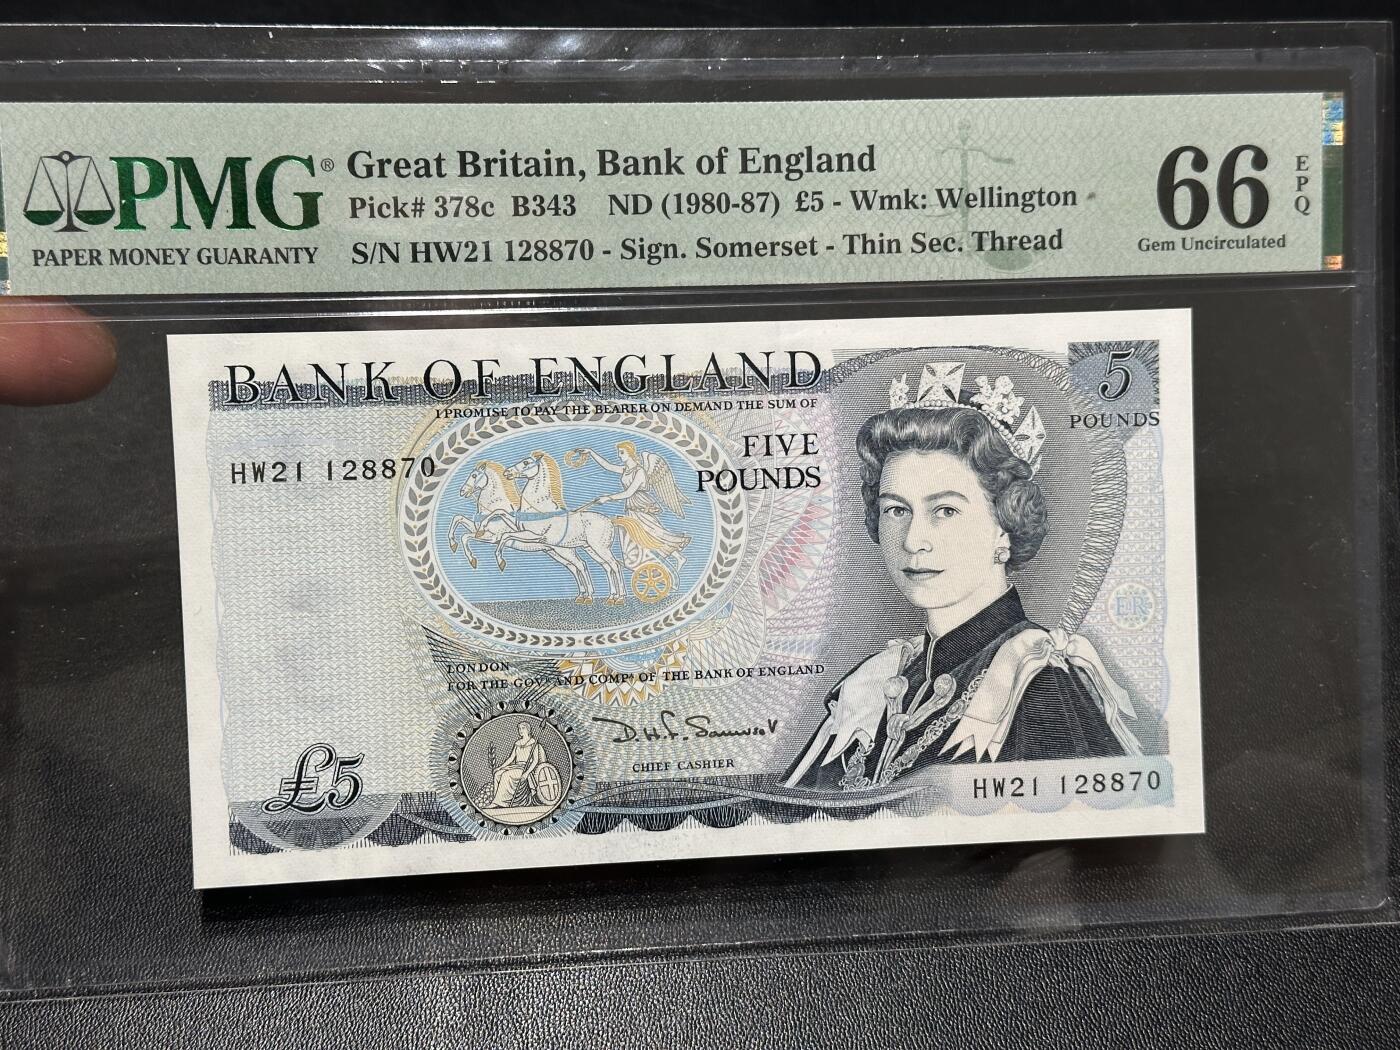 PMG®
PAPER MONEY GUARANTY
Great Britain, Bank of England
Pick# 378c B343 ND (1980-87) £5 - Wmk: Wellington
S/N HW21 128870 - Sign. Somerset - Thin Sec. Thread
66
EPQ
Gem Uncirculated
BANK OF ENGLAND
I PROMISE TO PAY THE BEARER ON DEMAND THE SUM OF
FIVE
POUNDS
5
POUNDS
HW21 128870
ER
LONDON
FOR THE GOVR AND COMPA OF THE BANK OF ENGLAND
D.H.F. Somerset
CHIEF CASHIER
£5
HW21 128870